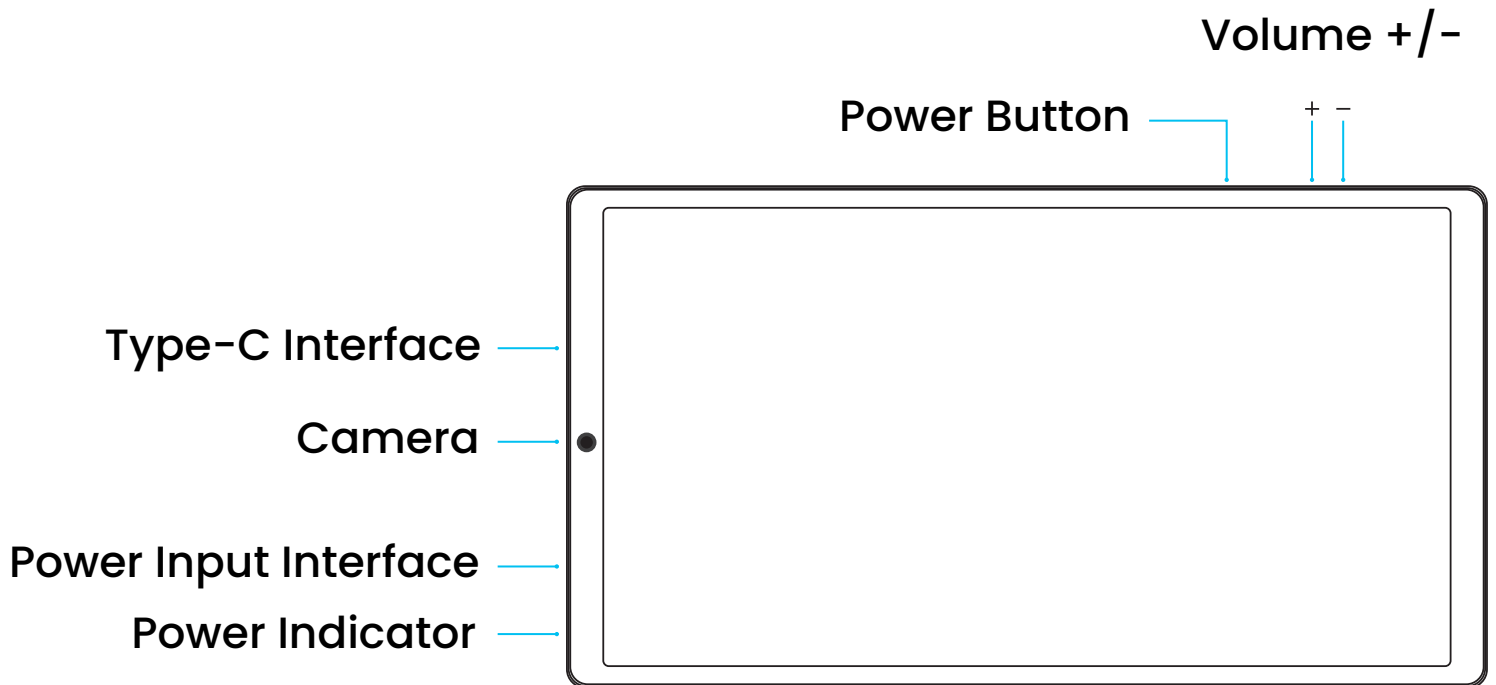 Volume +/-
Power Button
+ -
Type-C Interface
Camera
Power Input Interface
Power Indicator